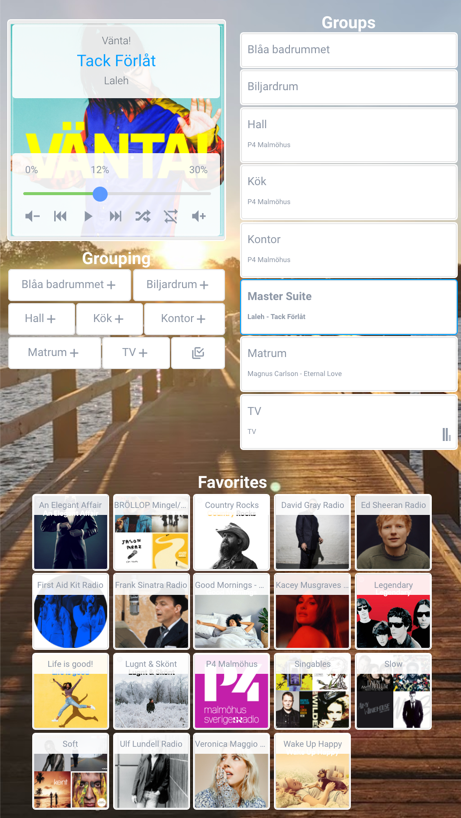 Vänta!
Tack Förlåt
Laleh
VÄNTA!
0% 12% 30%
Grouping
Blåa badrummet +
Biljardrum +
Hall +
Kök +
Kontor +
Matrum +
TV +
Groups
Blåa badrummet
Biljardrum
Hall
P4 Malmöhus
Kök
P4 Malmöhus
Kontor
P4 Malmöhus
Master Suite
Laleh - Tack Förlåt
Matrum
Magnus Carlson - Eternal Love
TV
TV
Favorites
An Elegant Affair
BRÖLLOP Mingel/...
Country Rocks
David Gray Radio
Ed Sheeran Radio
First Aid Kit Radio
Frank Sinatra Radio
Good Mornings - ...
Kacey Musgraves ...
Legendary
Life is good!
Lugnt & Skönt
P4 Malmöhus
P4
malmöhus
sverigesradio
Singables
Slow
Soft
kent
Ulf Lundell Radio
Veronica Maggio ...
Wake Up Happy